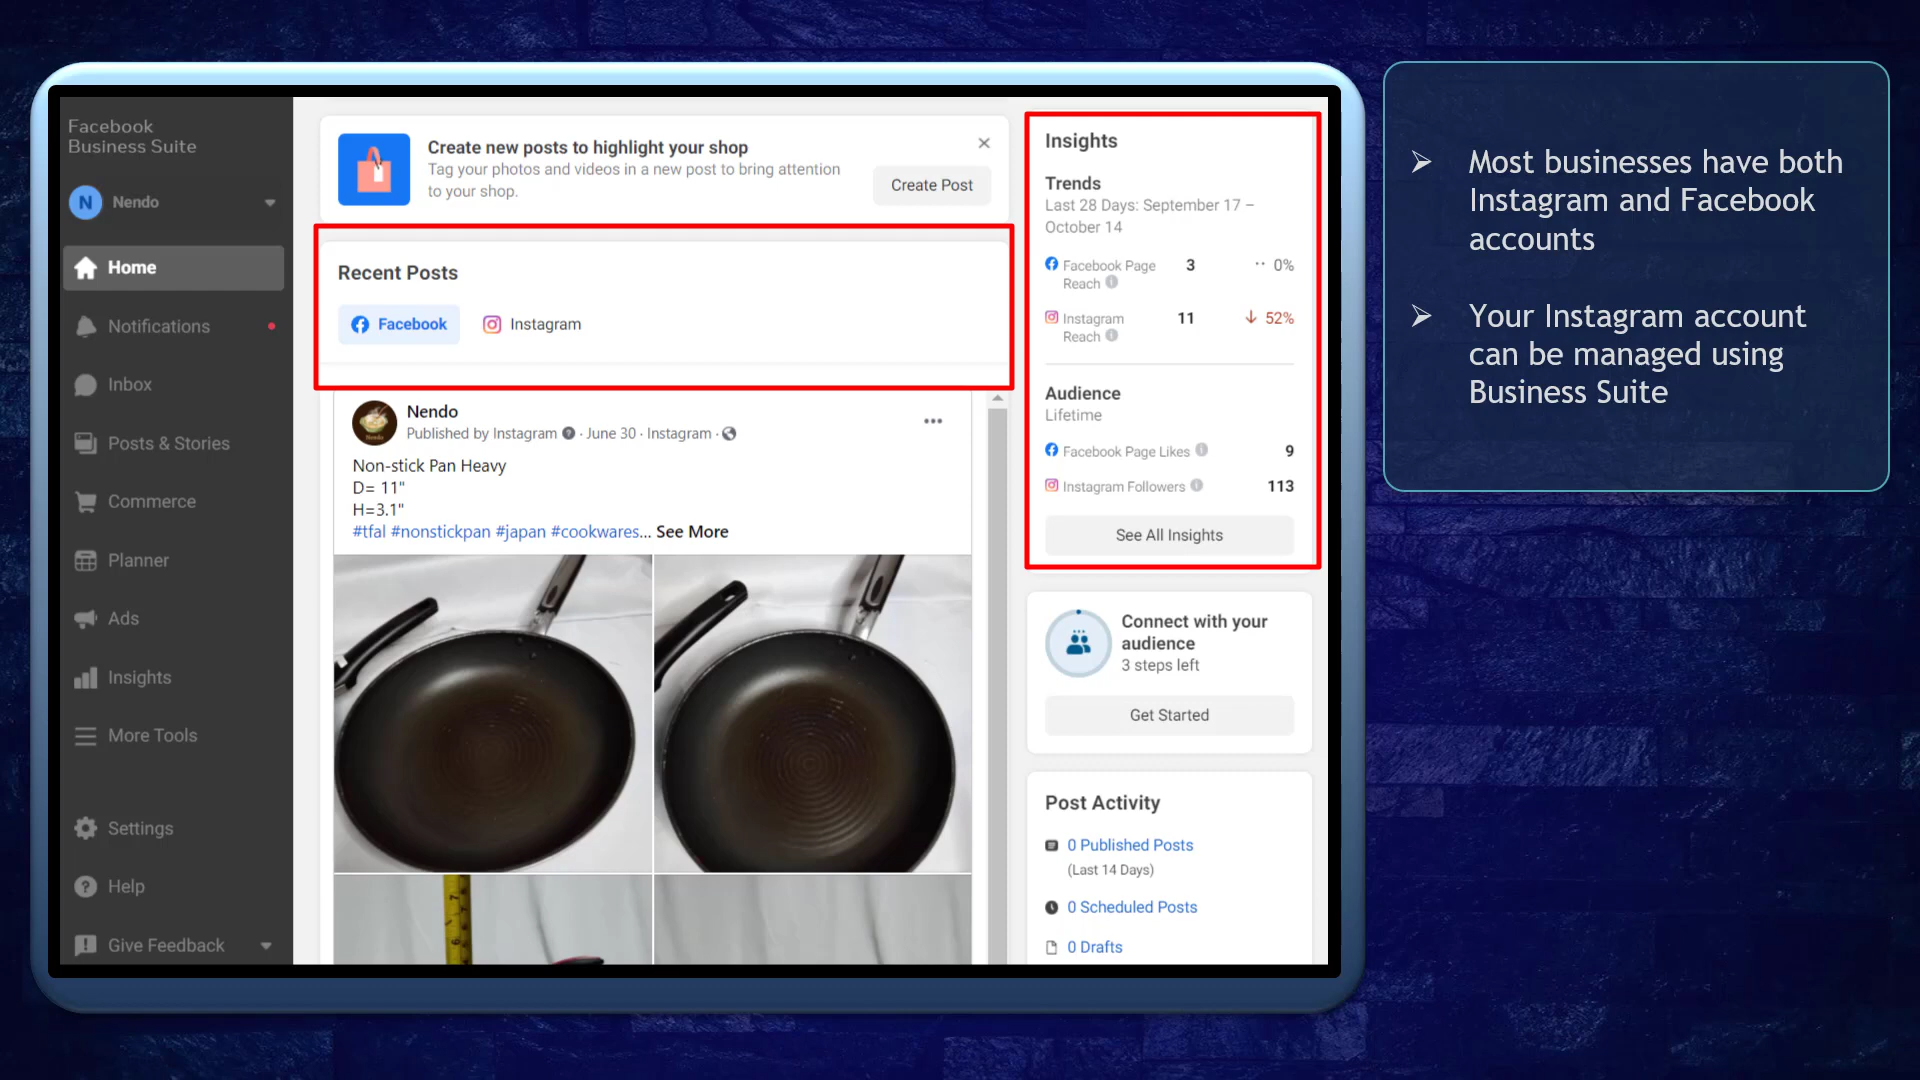 Facebook
Business Suite
N Nendo
Home
Notifications
Inbox
Posts & Stories
Commerce
Planner
Ads
Insights
More Tools
Settings
Help
Give Feedback
Create new posts to highlight your shop
Tag your photos and videos in a new post to bring attention
to your shop.
Create Post
Recent Posts
Facebook
Instagram
Nendo
Published by Instagram · June 30 · Instagram ·
Non-stick Pan Heavy
D= 11"
H=3.1"
#tfal #nonstickpan #japan #cookwares... See More
Insights
Trends
Last 28 Days: September 17 –
October 14
Facebook Page 3 0%
Reach
Instagram 11 52%
Reach
Audience
Lifetime
Facebook Page Likes 9
Instagram Followers 113
See All Insights
Connect with your
audience
3 steps left
Get Started
Post Activity
0 Published Posts
(Last 14 Days)
0 Scheduled Posts
0 Drafts
Most businesses have both
Instagram and Facebook
accounts
Your Instagram account
can be managed using
Business Suite